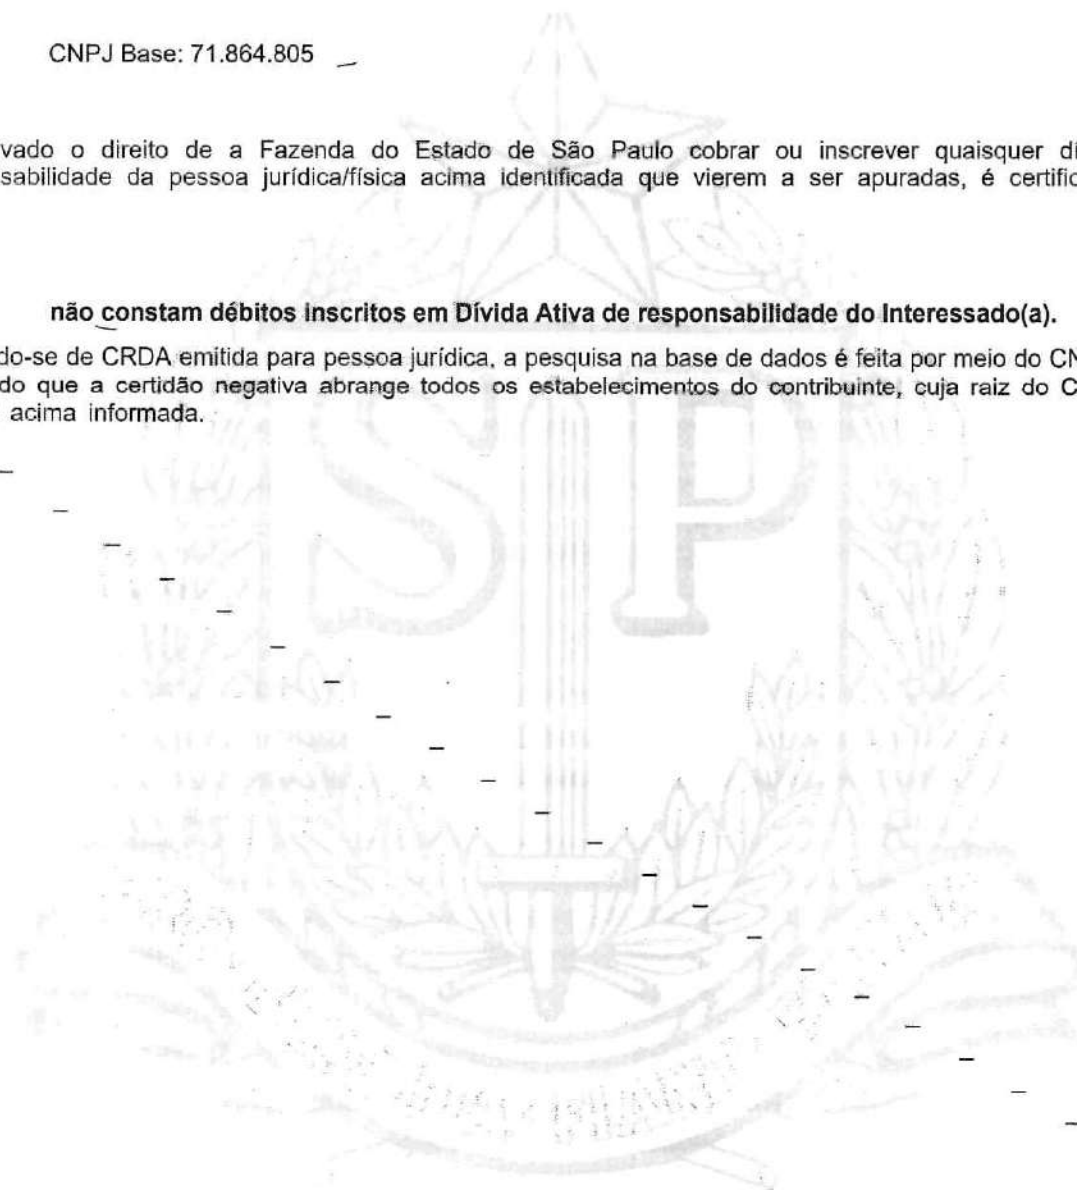 CNPJ Base: 71.864.805
vado o direito de a Fazenda do Estado de São Paulo cobrar ou inscrever quaisquer dí
sabilidade da pessoa jurídica/física acima identificada que vierem a ser apuradas, é certific
não constam débitos inscritos em Dívida Ativa de responsabilidade do Interessado(a).
do-se de CRDA emitida para pessoa jurídica, a pesquisa na base de dados é feita por meio do CN
do que a certidão negativa abrange todos os estabelecimentos do contribuinte, cuja raiz do C
acima informada.
SP